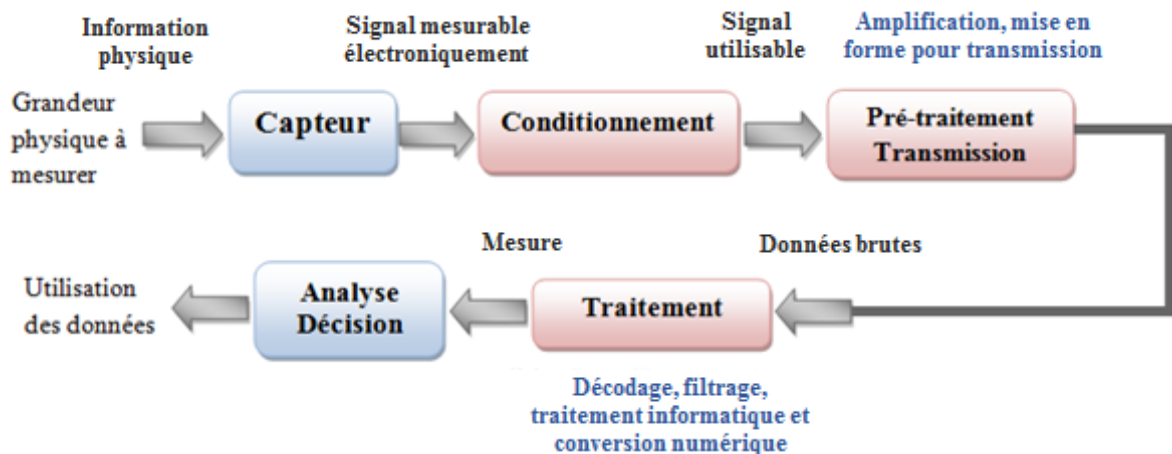 Information
physique
Signal mesurable
électroniquement
Signal
utilisable
Amplification, mise en
forme pour transmission
Grandeur
physique à
mesurer
Capteur
Conditionnement
Pré-traitement
Transmission
Mesure
Données brutes
Utilisation
des données
Analyse
Décision
Traitement
Décodage, filtrage,
traitement informatique et
conversion numérique